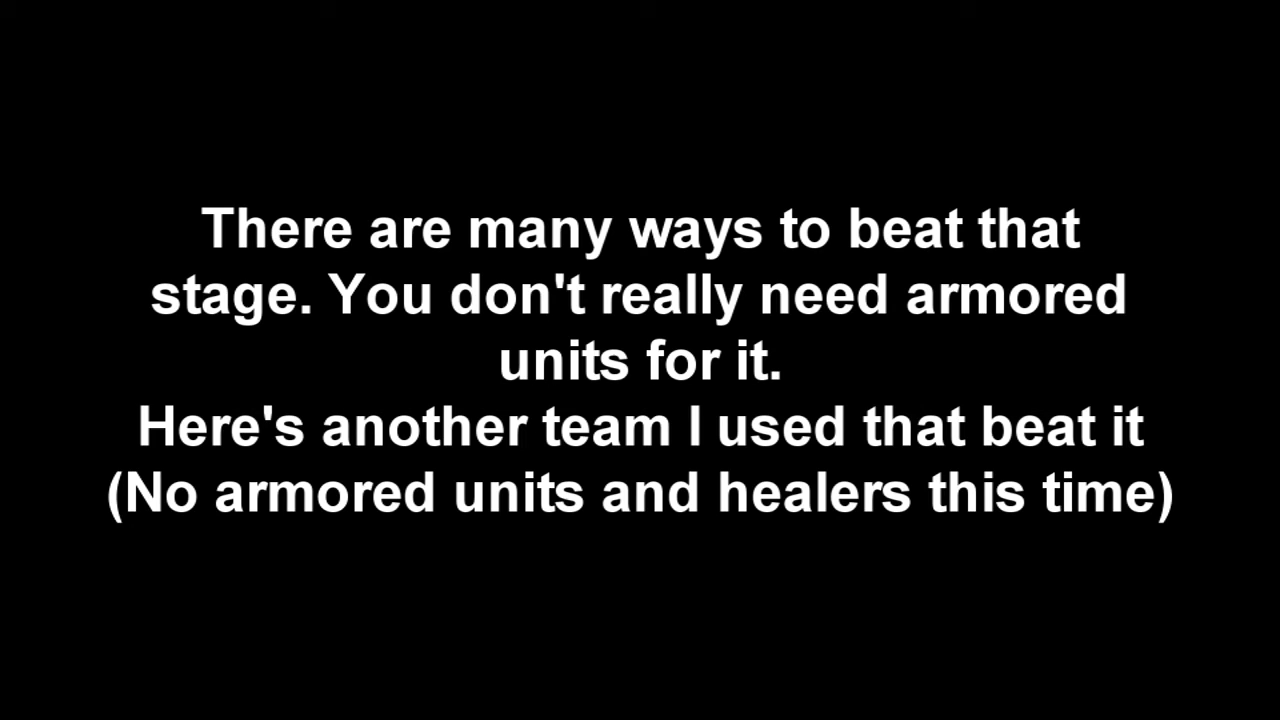 There are many ways to beat that
stage. You don't really need armored
units for it.
Here's another team I used that beat it
(No armored units and healers this time)